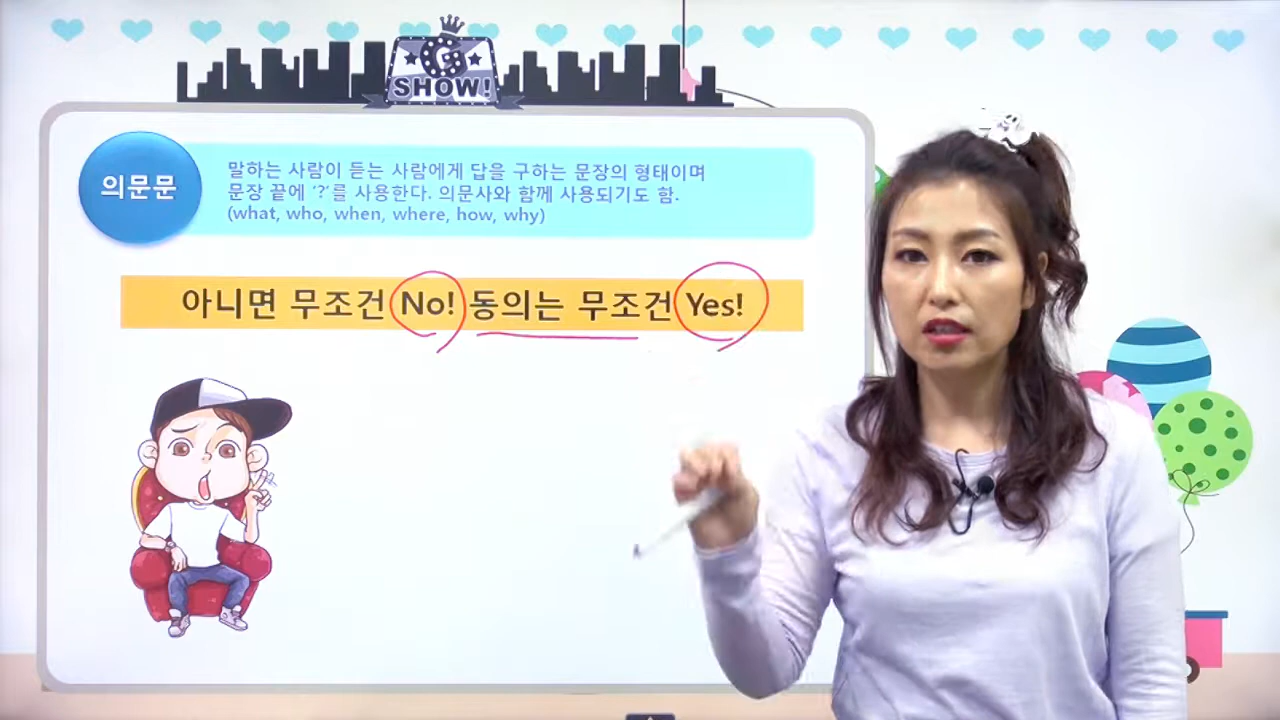 G
SHOW!
의문문
말하는 사람이 듣는 사람에게 답을 구하는 문장의 형태이며
문장 끝에 '?'를 사용한다. 의문사와 함께 사용되기도 함.
(what, who, when, where, how, why)
아니면 무조건 No! 동의는 무조건 Yes!